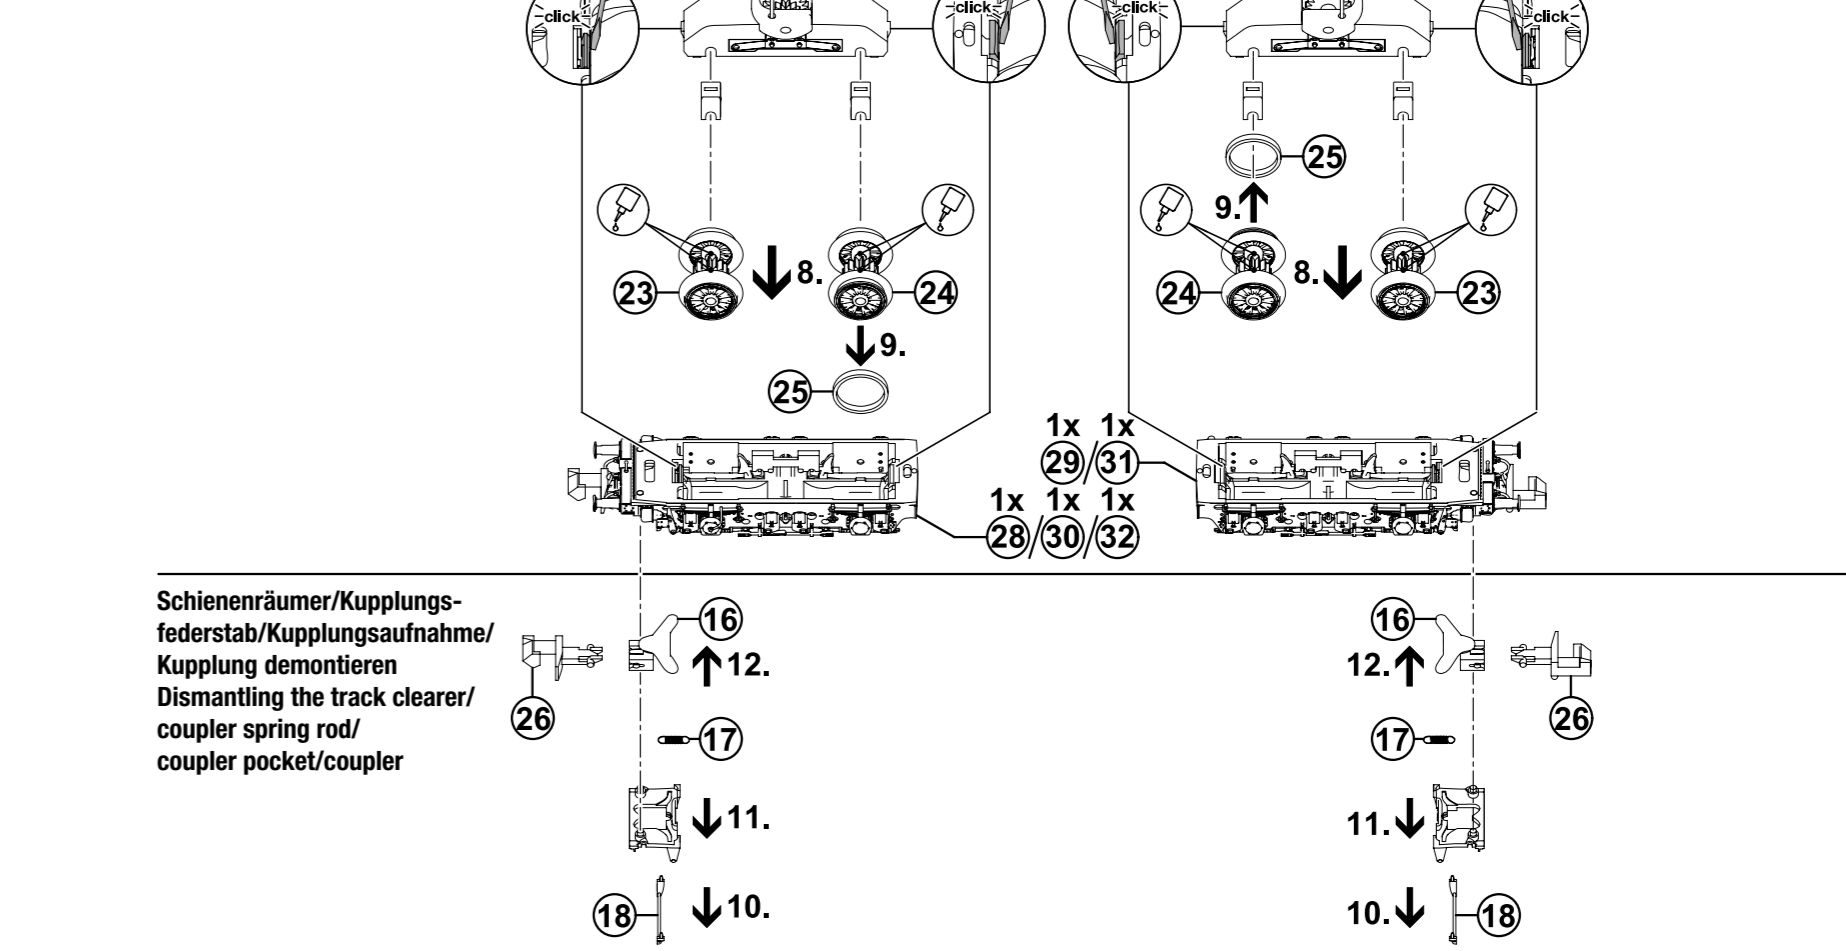 click click click click
25
9.
8. 8.
23 24 24 23
9.
25
1x 1x
29/31
1x 1x 1x
28/30/32
Schienenräumer/Kupplungs-
federstab/Kupplungsaufnahme/
Kupplung demontieren
Dismantling the track clearer/
coupler spring rod/
coupler pocket/coupler
16 16
12. 12.
26 26
17 17
11. 11.
18 10. 10. 18